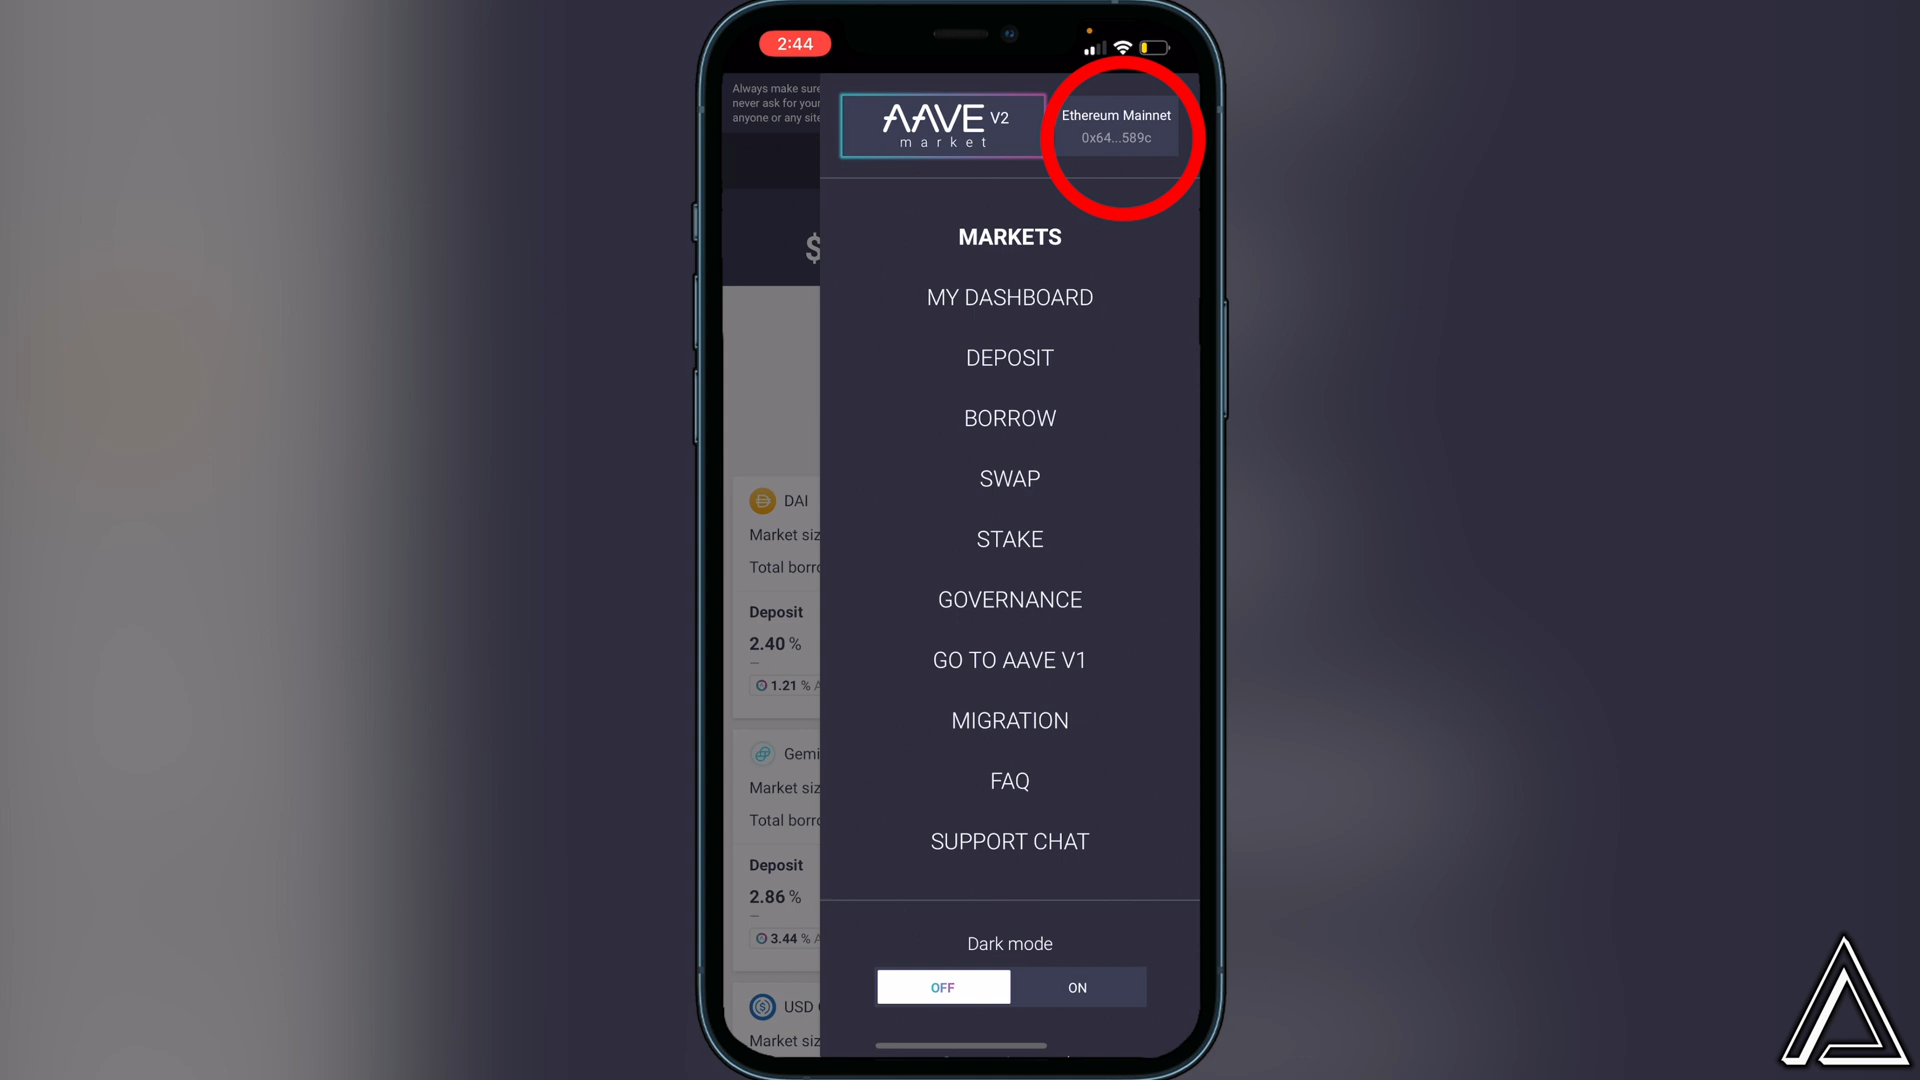 2:44
Always make sure
never ask for your
anyone or any site
AAVE V2
market
Ethereum Mainnet
0x64...589c
$
MARKETS
MY DASHBOARD
DEPOSIT
BORROW
SWAP
STAKE
GOVERNANCE
GO TO AAVE V1
MIGRATION
FAQ
SUPPORT CHAT
DAI
Market siz
Total borro
Deposit
2.40 %
1.21 % A
Gemi
Market siz
Total borro
Deposit
2.86 %
3.44 % A
USD
Market siz
Dark mode
OFF
ON